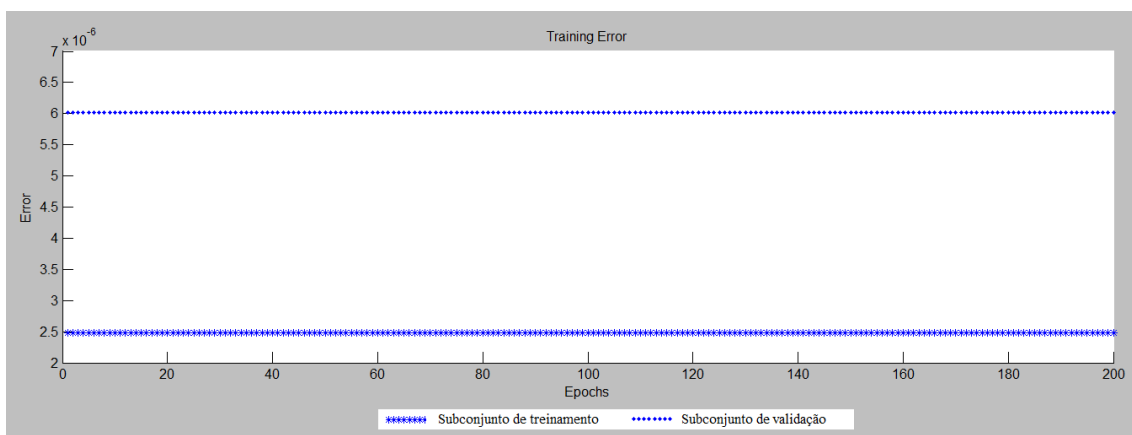 x 10^-6
Training Error
7
6.5
6
5.5
5
4.5
4
3.5
3
2.5
2
Error
0 20 40 60 80 100 120 140 160 180 200
Epochs
Subconjunto de treinamento Subconjunto de validação